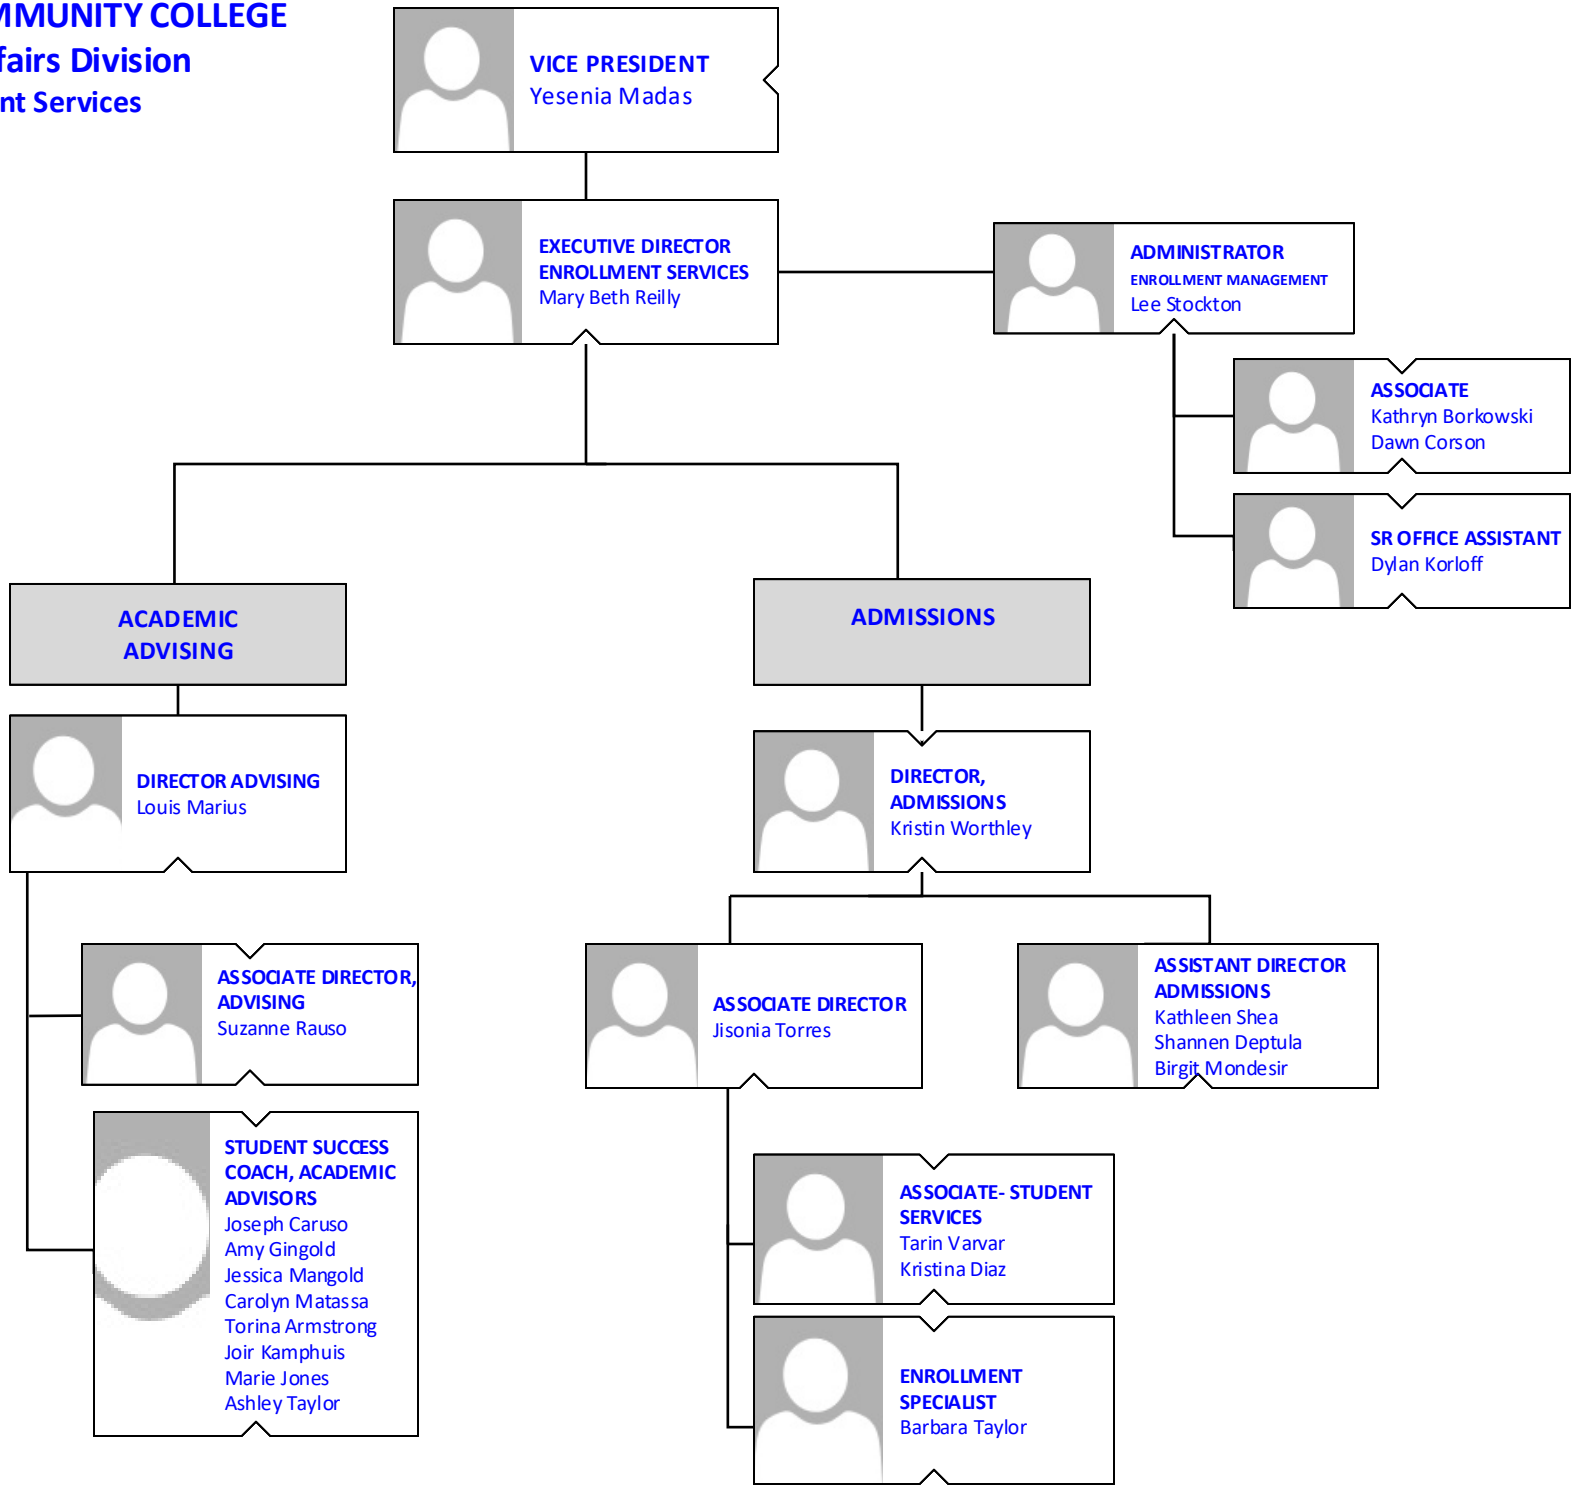 COLLEGE
Division
Services
VICE PRESIDENT
Yesenia Madas
EXECUTIVE DIRECTOR
ENROLLMENT SERVICES
Mary Beth Reilly
ADMINISTRATOR
ENROLLMENT MANAGEMENT
Lee Stockton
ASSOCIATE
Kathryn Borkowski
Dawn Corson
SR OFFICE ASSISTANT
Dylan Korloff
ACADEMIC
ADVISING
ADMISSIONS
DIRECTOR ADVISING
Louis Marius
DIRECTOR,
ADMISSIONS
Kristin Worthley
ASSOCIATE DIRECTOR,
ADVISING
Suzanne Rauso
ASSOCIATE DIRECTOR
Jisonia Torres
ASSISTANT DIRECTOR
ADMISSIONS
Kathleen Shea
Shannen Deptula
Birgit Mondesir
STUDENT SUCCESS
COACH, ACADEMIC
ADVISORS
Joseph Caruso
Amy Gingold
Jessica Mangold
Carolyn Matassa
Torina Armstrong
Joir Kamphuis
Marie Jones
Ashley Taylor
ASSOCIATE- STUDENT
SERVICES
Tarin Varvar
Kristina Diaz
ENROLLMENT
SPECIALIST
Barbara Taylor